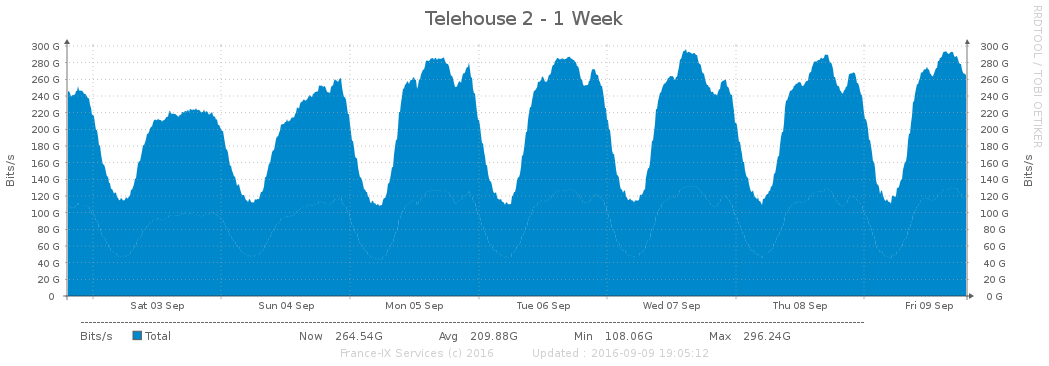 Telehouse 2 - 1 Week
RRDTOOL / TOBI OETIKER
Bits/s
300 G
280 G
260 G
240 G
220 G
200 G
180 G
160 G
140 G
120 G
100 G
80 G
60 G
40 G
20 G
0
300 G
280 G
260 G
240 G
220 G
200 G
180 G
160 G
140 G
120 G
100 G
80 G
60 G
40 G
20 G
0 G
Bits/s
Sat 03 Sep Sun 04 Sep Mon 05 Sep Tue 06 Sep Wed 07 Sep Thu 08 Sep Fri 09 Sep
Bits/s Total Now 264.54G Avg 209.88G Min 108.06G Max 296.24G
France-IX Services (c) 2016 Updated : 2016-09-09 19:05:12